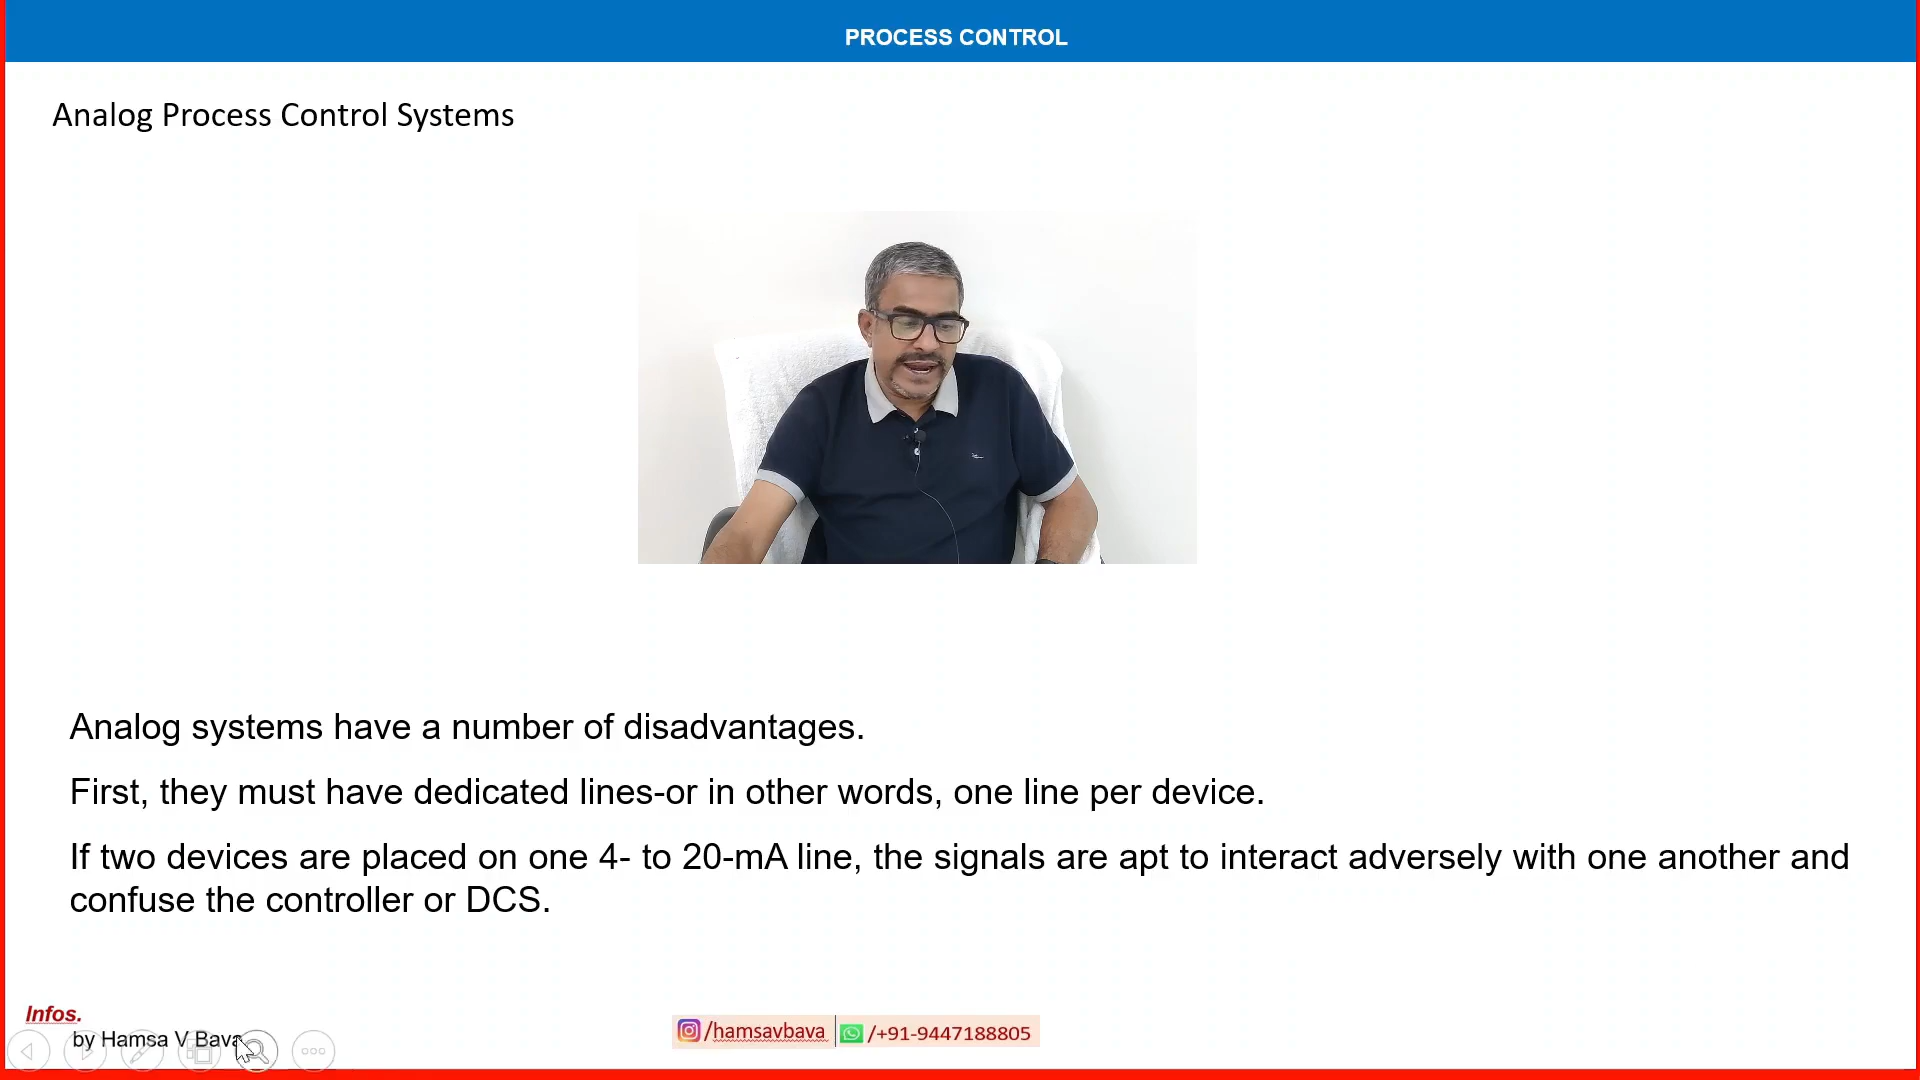 PROCESS CONTROL
Analog Process Control Systems
Analog systems have a number of disadvantages.
First, they must have dedicated lines-or in other words, one line per device.
If two devices are placed on one 4- to 20-mA line, the signals are apt to interact adversely with one another and
confuse the controller or DCS.
Infos.
by Hamsa V Bava
/hamsavbava /+91-9447188805